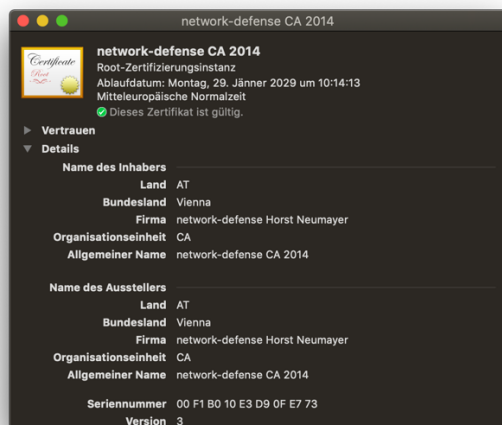 network-defense CA 2014
Certificate
Root
network-defense CA 2014
Root-Zertifizierungsinstanz
Ablaufdatum: Montag, 29. Jänner 2029 um 10:14:13
Mitteleuropäische Normalzeit
Dieses Zertifikat ist gültig.
Vertrauen
Details
Name des Inhabers
Land AT
Bundesland Vienna
Firma network-defense Horst Neumayer
Organisationseinheit CA
Allgemeiner Name network-defense CA 2014
Name des Ausstellers
Land AT
Bundesland Vienna
Firma network-defense Horst Neumayer
Organisationseinheit CA
Allgemeiner Name network-defense CA 2014
Seriennummer 00 F1 B0 10 E3 D9 0F E7 73
Version 3